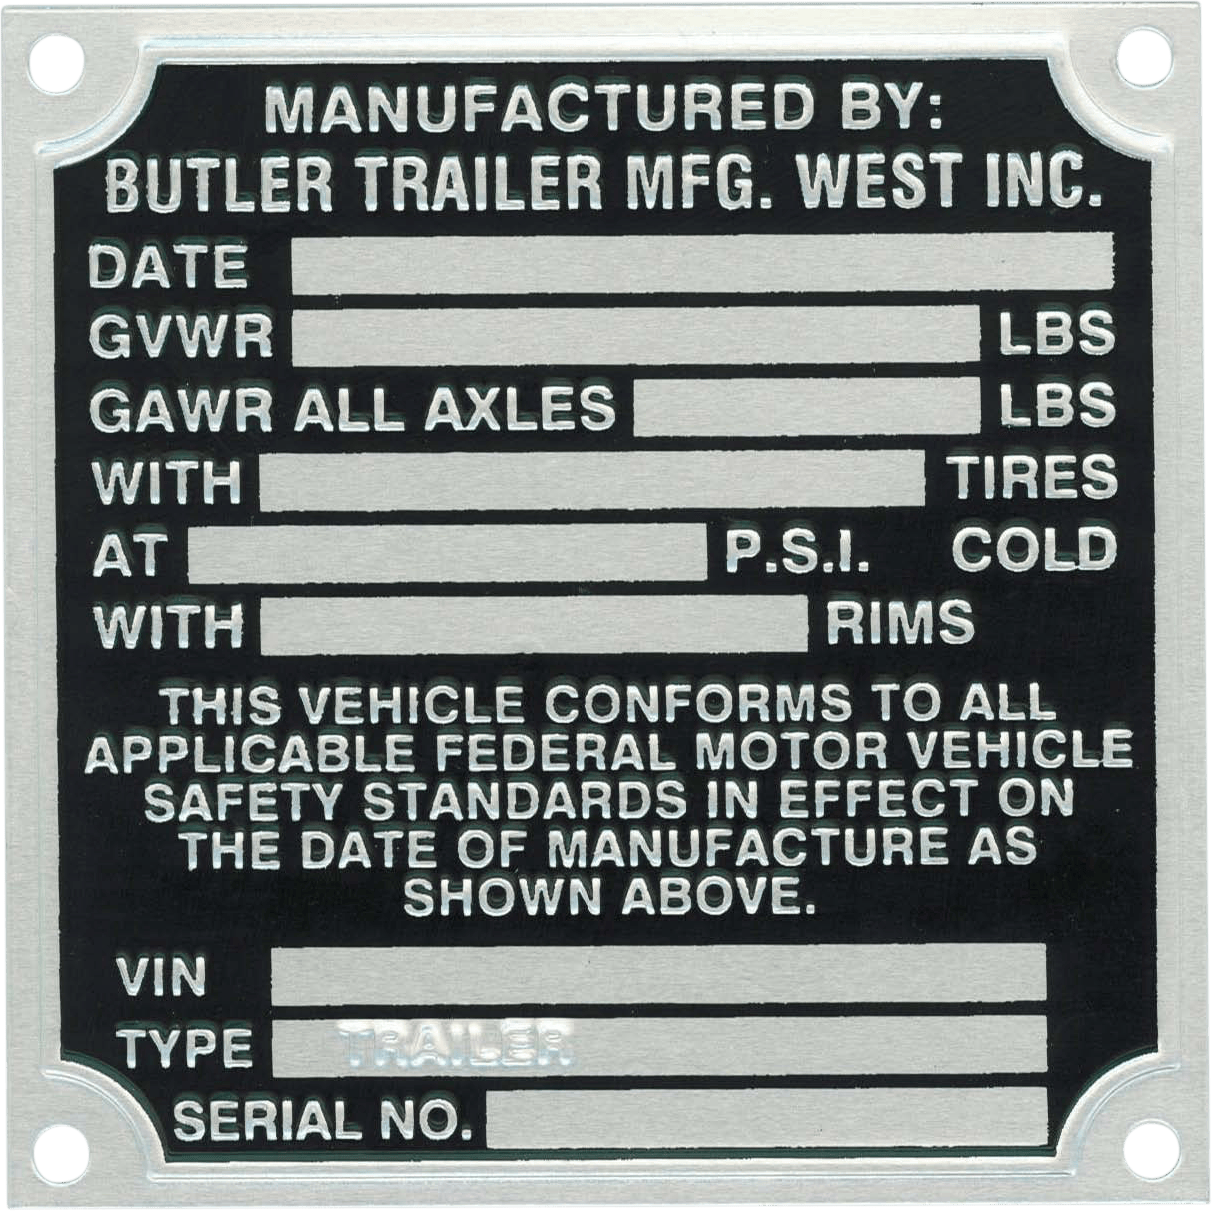 MANUFACTURED BY:
BUTLER TRAILER MFG. WEST INC.
DATE
GVWR LBS
GAWR ALL AXLES LBS
WITH TIRES
AT P.S.I. COLD
WITH RIMS
THIS VEHICLE CONFORMS TO ALL
APPLICABLE FEDERAL MOTOR VEHICLE
SAFETY STANDARDS IN EFFECT ON
THE DATE OF MANUFACTURE AS
SHOWN ABOVE.
VIN
TYPE TRAILER
SERIAL NO.